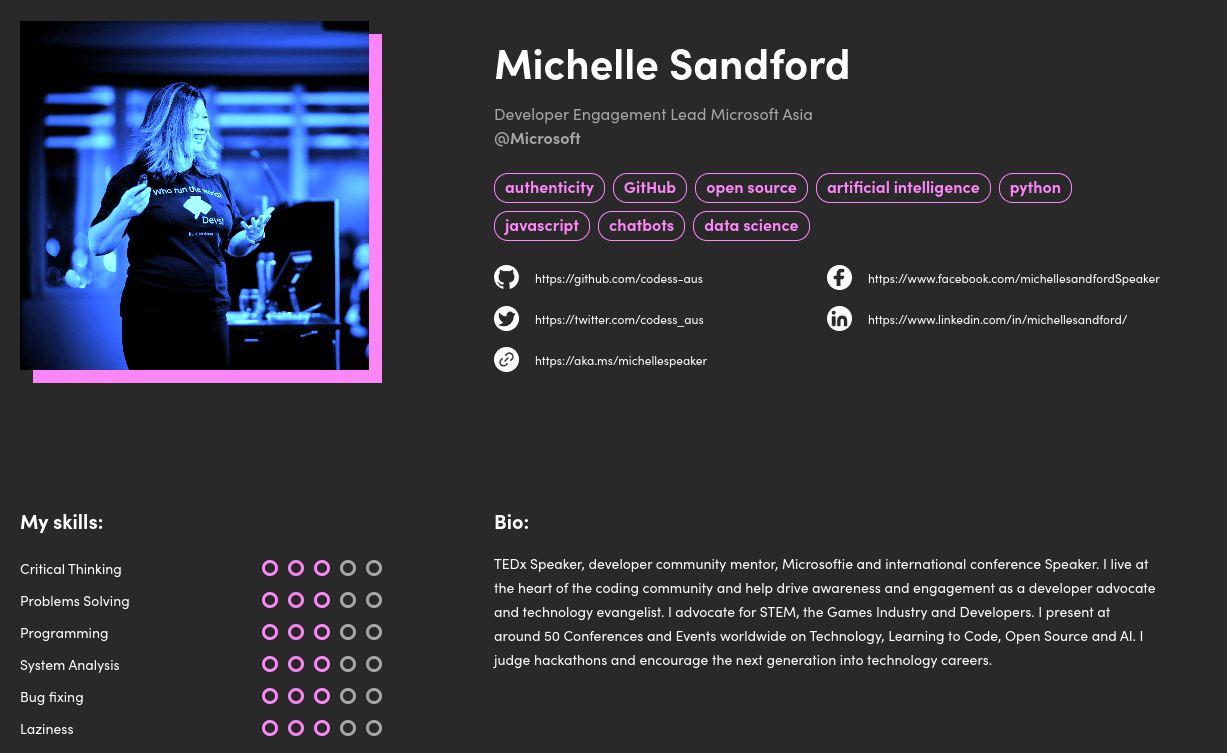 Who run the world?
Devs!
Michelle Sandford
Developer Engagement Lead Microsoft Asia
@Microsoft
authenticity GitHub open source artificial intelligence python
javascript chatbots data science
https://github.com/codess-aus https://www.facebook.com/michellesandfordSpeaker
https://twitter.com/codess_aus https://www.linkedin.com/in/michellesandford/
https://aka.ms/michellespeaker
My skills:
Critical Thinking
Problems Solving
Programming
System Analysis
Bug fixing
Laziness
Bio:
TEDx Speaker, developer community mentor, Microsoftie and international conference Speaker. I live at
the heart of the coding community and help drive awareness and engagement as a developer advocate
and technology evangelist. I advocate for STEM, the Games Industry and Developers. I present at
around 50 Conferences and Events worldwide on Technology, Learning to Code, Open Source and AI. I
judge hackathons and encourage the next generation into technology careers.